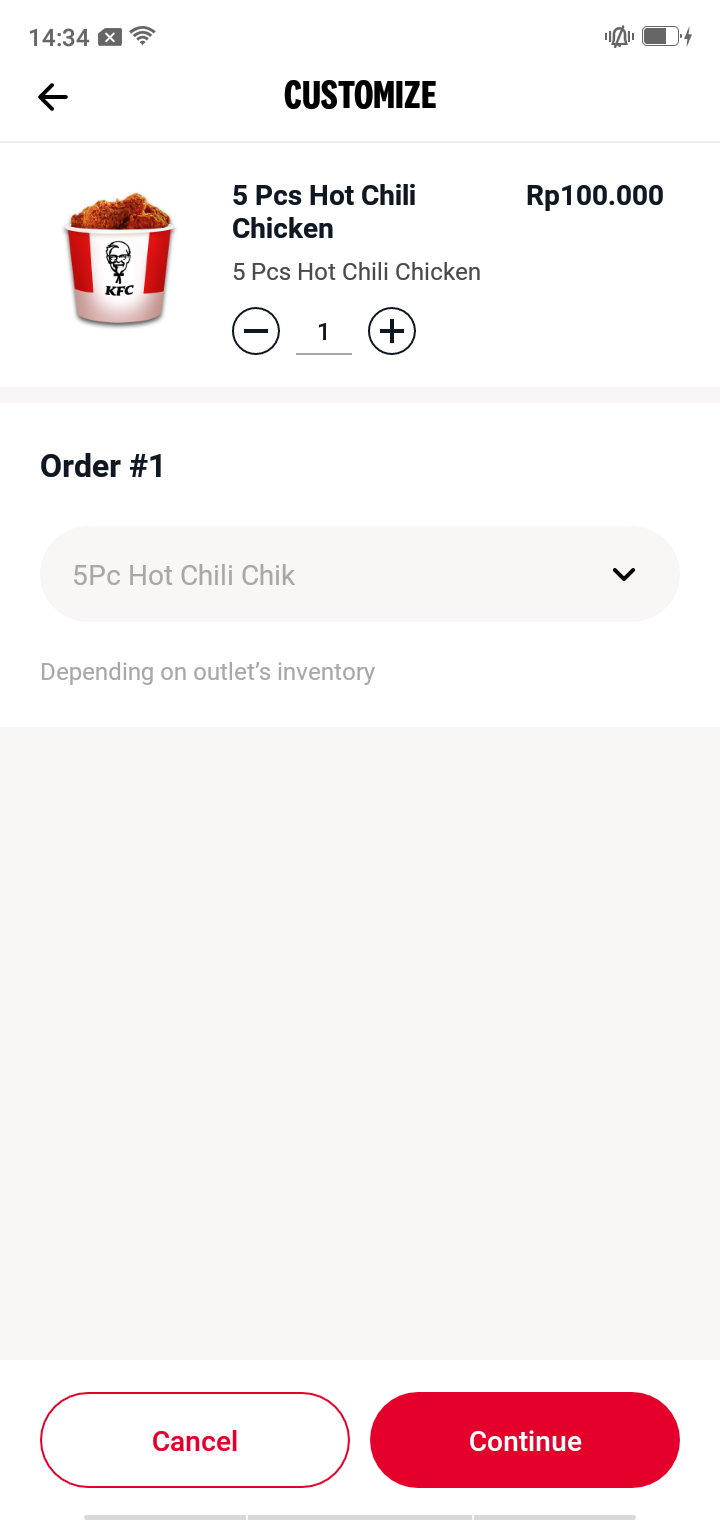 14:34
CUSTOMIZE
5 Pcs Hot Chili
Chicken
Rp100.000
5 Pcs Hot Chili Chicken
1
KFC
Order #1
5Pc Hot Chili Chik
Depending on outlet’s inventory
Cancel
Continue